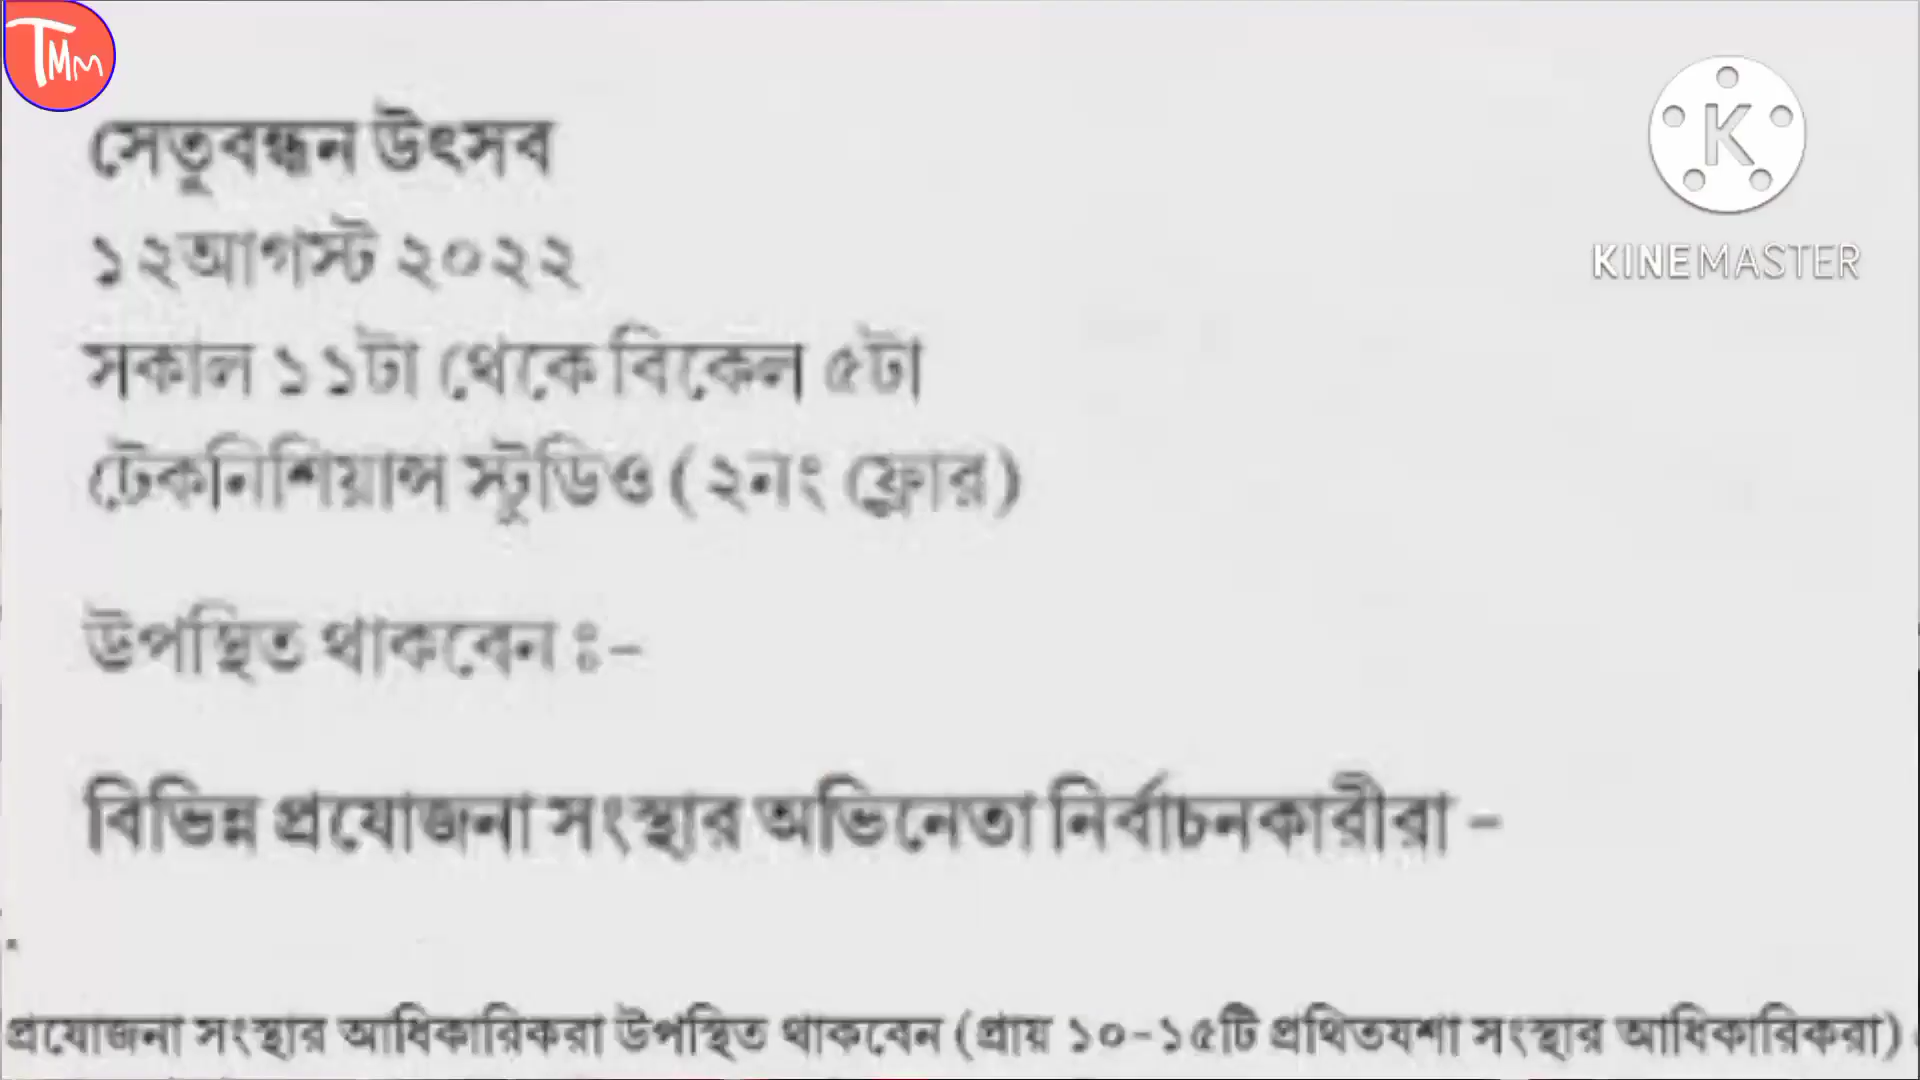 TMm
সেতুবন্ধন উৎসব
১২আগস্ট ২০২২
সকাল ১১টা থেকে বিকেল ৫টা
টেকনিশিয়ান্স স্টুডিও (২নং ফ্লোর)
উপস্থিত থাকবেন ঃ-
বিভিন্ন প্রযোজনা সংস্থার অভিনেতা নির্বাচনকারীরা -
প্রযোজনা সংস্থার আধিকারিকরা উপস্থিত থাকবেন (প্রায় ১০-১৫টি প্রথিতযশা সংস্থার আধিকারিকরা)
K
KINEMASTER